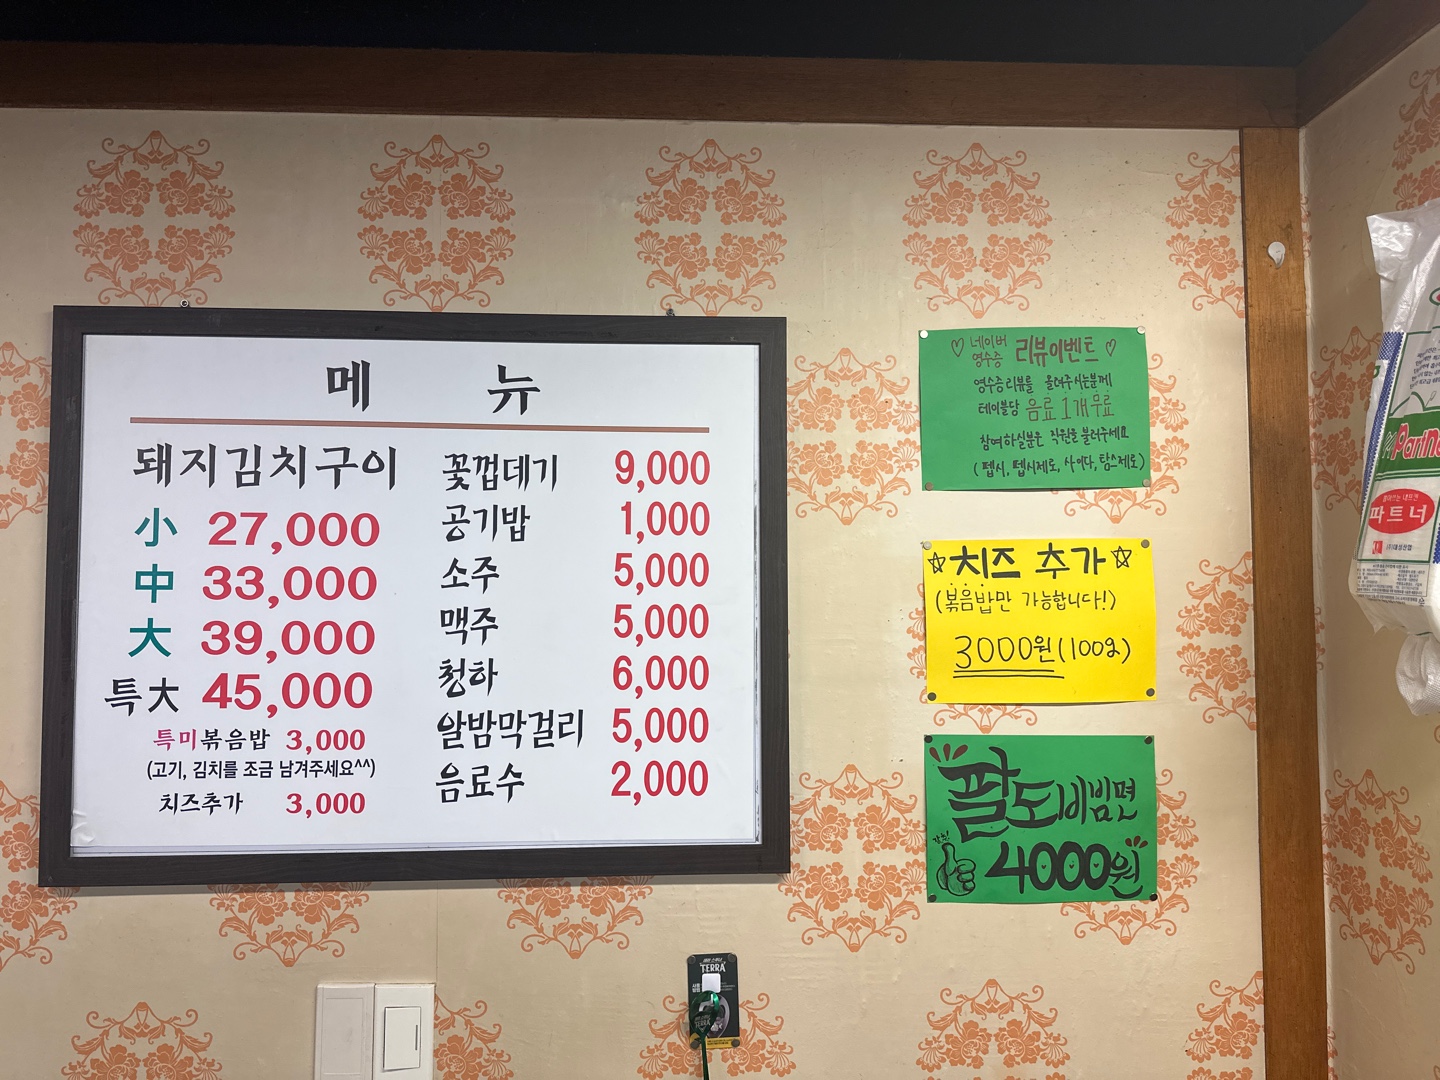 메 뉴
돼지김치구이
小 27,000
中 33,000
大 39,000
특大 45,000
특미볶음밥 3,000
(고기, 김치를 조금 남겨주세요^^)
치즈추가 3,000
꽃껍데기 9,000
공기밥 1,000
소주 5,000
맥주 5,000
청하 6,000
알밤막걸리 5,000
음료수 2,000
♡ 네이버 영수증 리뷰이벤트 ♡
영수증리뷰를 올려주시는분께
테이블당 음료 1개 무료
참여하실분은 직원을 불러주세요
(펩시, 펩시제로, 사이다, 탐스제로)
☆치즈 추가☆
(볶음밥만 가능합니다!)
3000원(100g)
팔도비빔면
강추!
4000원
TERRA
Partn
파트너